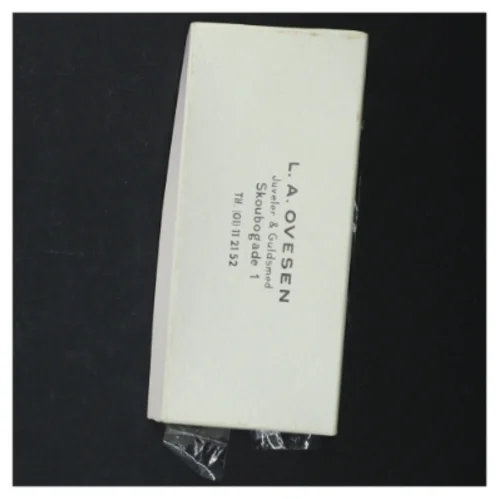 L. A. OVESEN
Juveler & Guldsmed
Skoubogade 1
Tlf. (01) 11 21 52